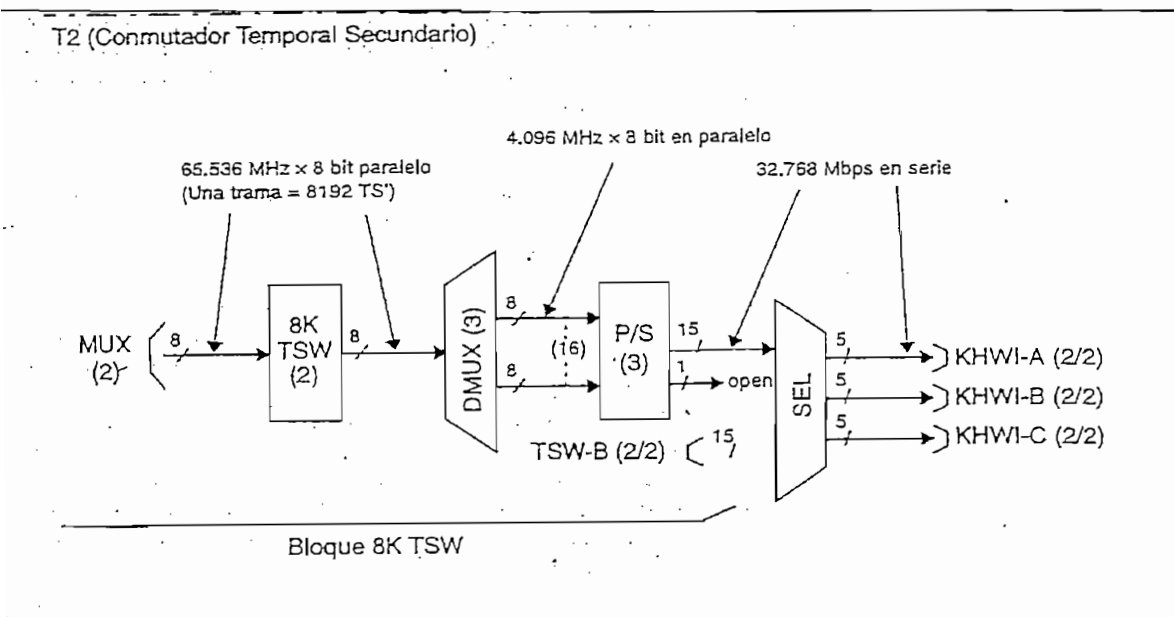 T2 (Conmutador Temporal Secundario)
4.096 MHz × 8 bit en paralelo
65.536 MHz × 8 bit paralelo
(Una trama = 8192 TS')
32.768 Mbps en serie
MUX
(2)
8
8K
TSW
(2)
8
DMUX (3)
8
(16)
8
P/S
(3)
15
1
open
TSW-B (2/2)
15
SEL
5
KHWI-A (2/2)
5
KHWI-B (2/2)
5
KHWI-C (2/2)
Bloque 8K TSW